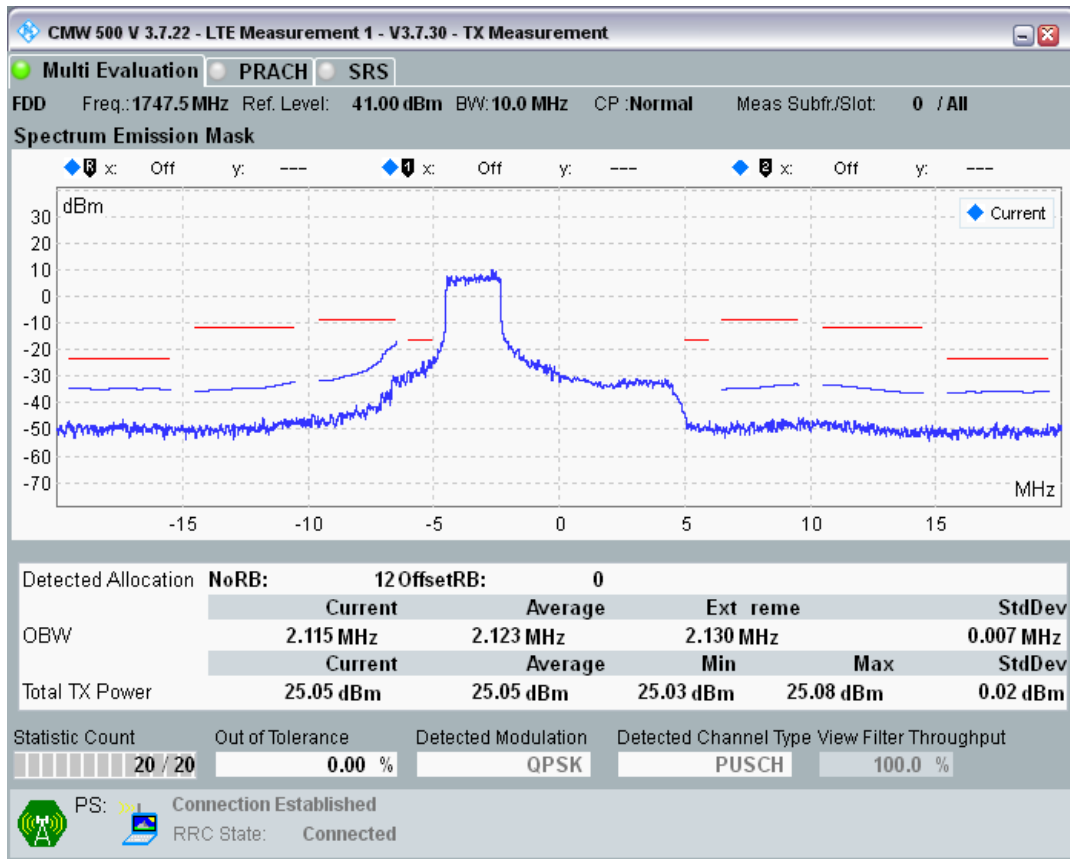 CMW 500 V 3.7.22 - LTE Measurement 1 - V3.7.30 - TX Measurement
Multi Evaluation PRACH SRS
FDD Freq.: 1747.5 MHz Ref. Level: 41.00 dBm BW: 10.0 MHz CP :Normal Meas Subfr./Slot: 0 / All
Spectrum Emission Mask
R x: Off y: --- 1 x: Off y: --- 2 x: Off y: ---
dBm
Current
30
20
10
0
-10
-20
-30
-40
-50
-60
-70
MHz
-15 -10 -5 0 5 10 15
Detected Allocation NoRB: 12 OffsetRB: 0
Current Average Ext reme StdDev
OBW 2.115 MHz 2.123 MHz 2.130 MHz 0.007 MHz
Current Average Min Max StdDev
Total TX Power 25.05 dBm 25.05 dBm 25.03 dBm 25.08 dBm 0.02 dBm
Statistic Count Out of Tolerance Detected Modulation Detected Channel Type View Filter Throughput
20 / 20 0.00 % QPSK PUSCH 100.0 %
PS: Connection Established
RRC State: Connected